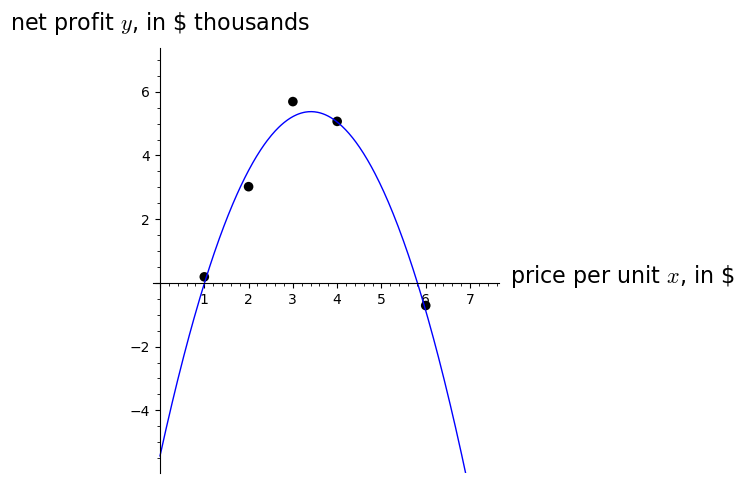 net profit y, in $ thousands
6
4
2
price per unit x, in $
1 2 3 4 5 6 7
−2
−4